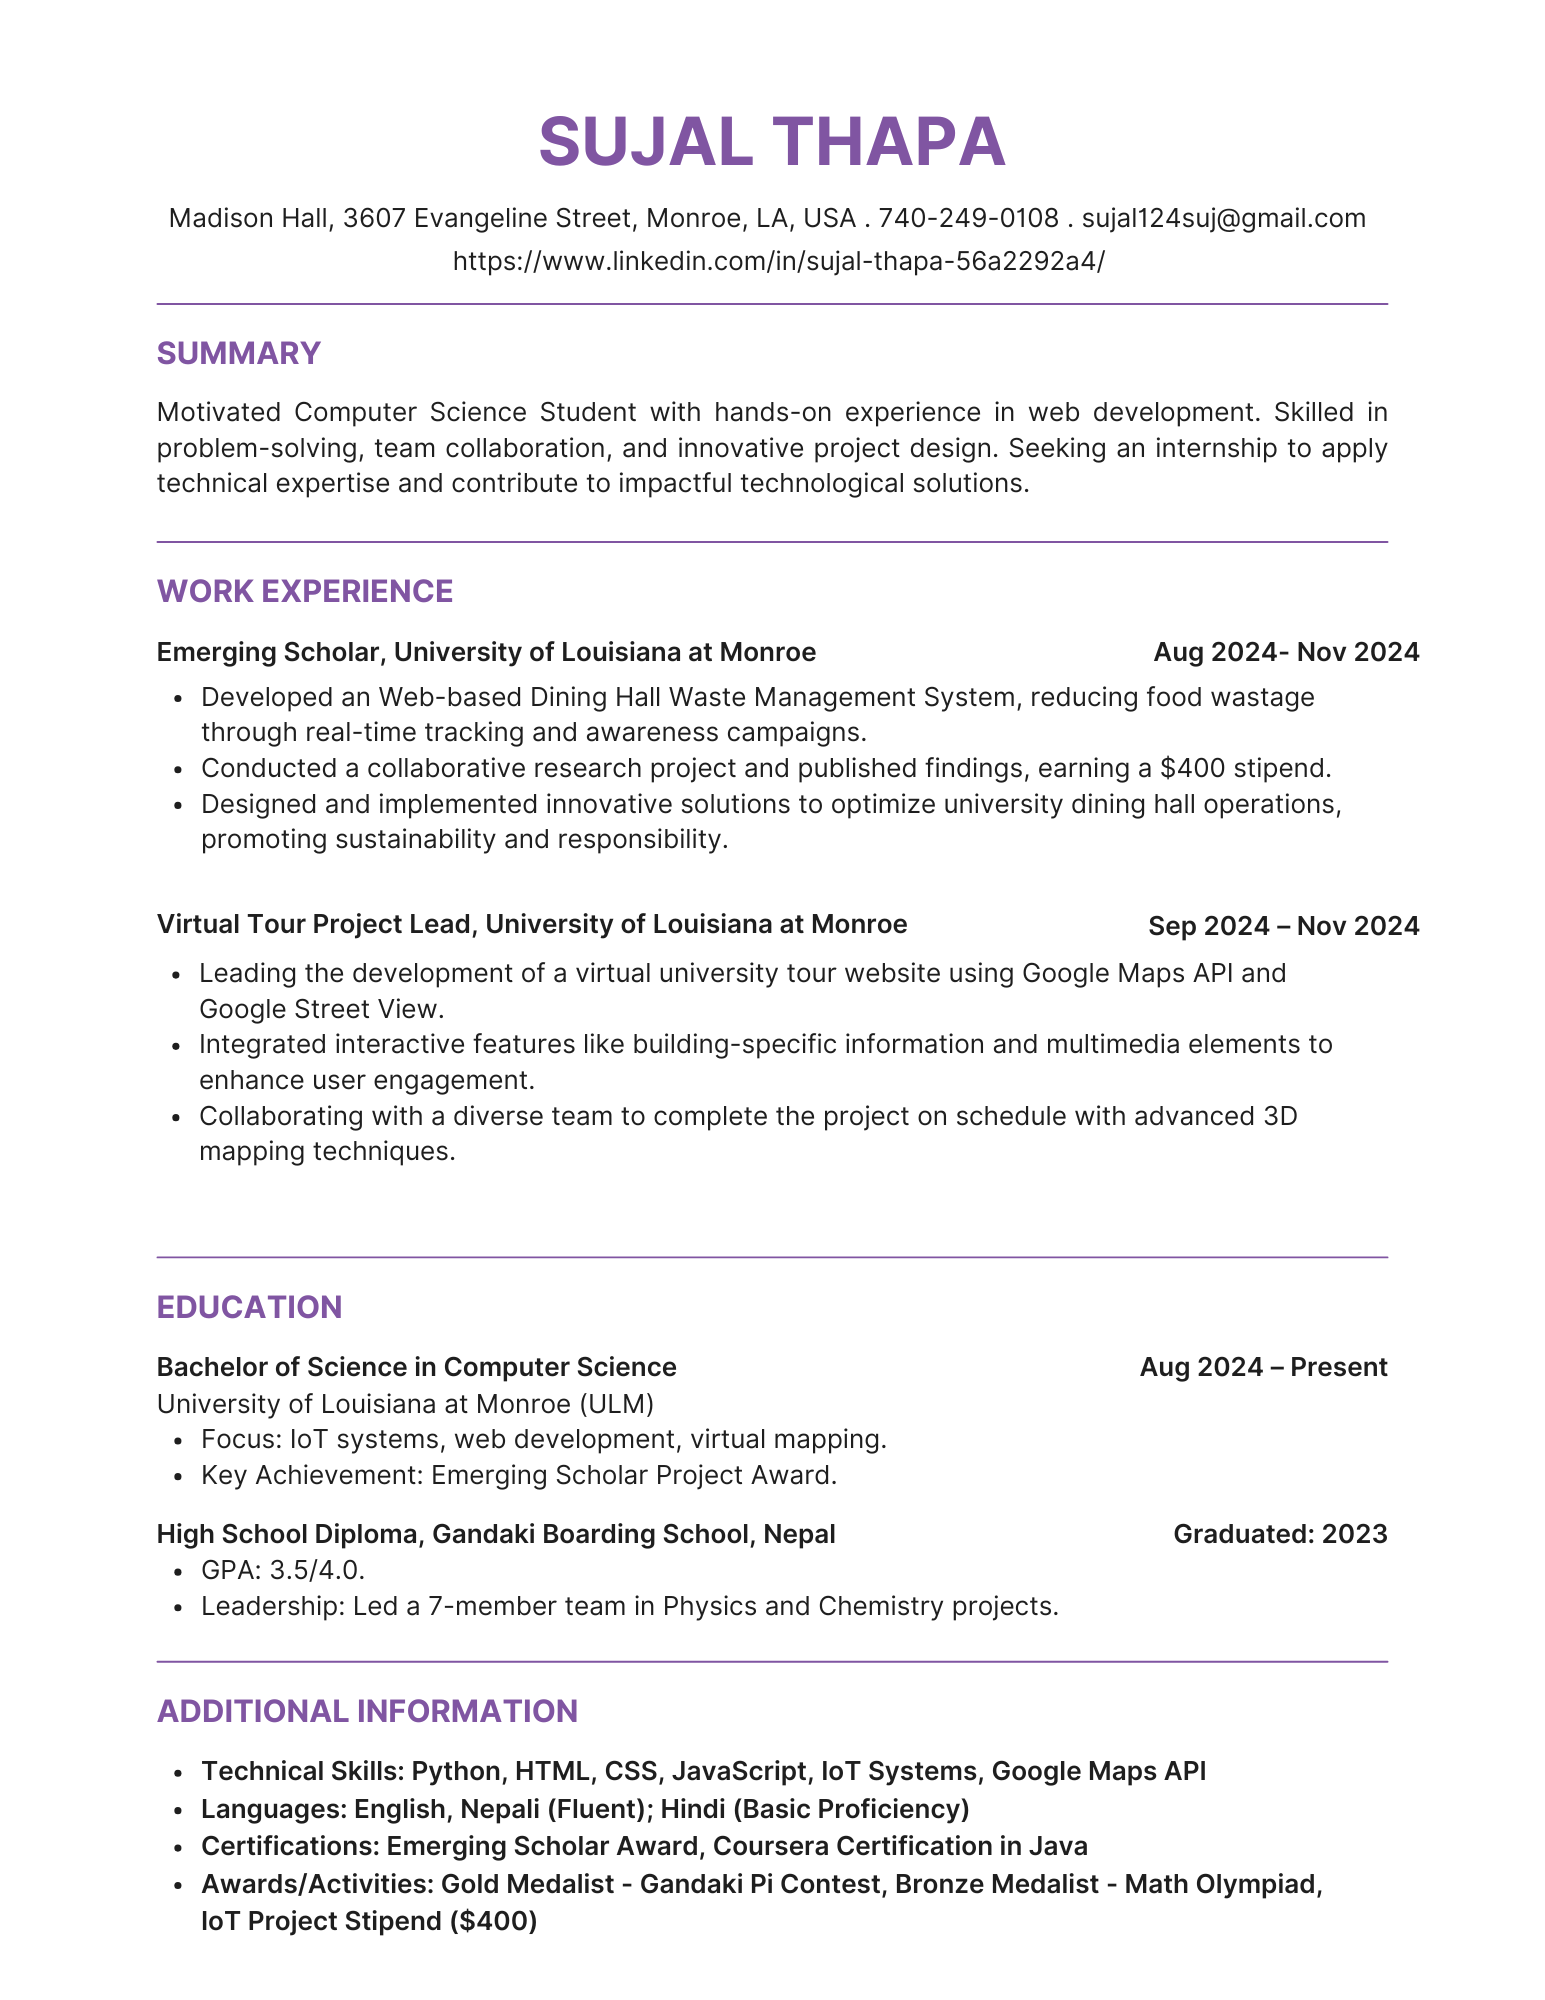 SUJAL THAPA
Madison Hall, 3607 Evangeline Street, Monroe, LA, USA . 740-249-0108 . sujal124suj@gmail.com
https://www.linkedin.com/in/sujal-thapa-56a2292a4/
SUMMARY
Motivated Computer Science Student with hands-on experience in web development. Skilled in
problem-solving, team collaboration, and innovative project design. Seeking an internship to apply
technical expertise and contribute to impactful technological solutions.
WORK EXPERIENCE
Emerging Scholar, University of Louisiana at Monroe Aug 2024- Nov 2024
• Developed an Web-based Dining Hall Waste Management System, reducing food wastage
through real-time tracking and awareness campaigns.
• Conducted a collaborative research project and published findings, earning a $400 stipend.
• Designed and implemented innovative solutions to optimize university dining hall operations,
promoting sustainability and responsibility.
Virtual Tour Project Lead, University of Louisiana at Monroe Sep 2024 – Nov 2024
• Leading the development of a virtual university tour website using Google Maps API and
Google Street View.
• Integrated interactive features like building-specific information and multimedia elements to
enhance user engagement.
• Collaborating with a diverse team to complete the project on schedule with advanced 3D
mapping techniques.
EDUCATION
Bachelor of Science in Computer Science Aug 2024 – Present
University of Louisiana at Monroe (ULM)
• Focus: IoT systems, web development, virtual mapping.
• Key Achievement: Emerging Scholar Project Award.
High School Diploma, Gandaki Boarding School, Nepal Graduated: 2023
• GPA: 3.5/4.0.
• Leadership: Led a 7-member team in Physics and Chemistry projects.
ADDITIONAL INFORMATION
• Technical Skills: Python, HTML, CSS, JavaScript, IoT Systems, Google Maps API
• Languages: English, Nepali (Fluent); Hindi (Basic Proficiency)
• Certifications: Emerging Scholar Award, Coursera Certification in Java
• Awards/Activities: Gold Medalist - Gandaki Pi Contest, Bronze Medalist - Math Olympiad,
IoT Project Stipend ($400)